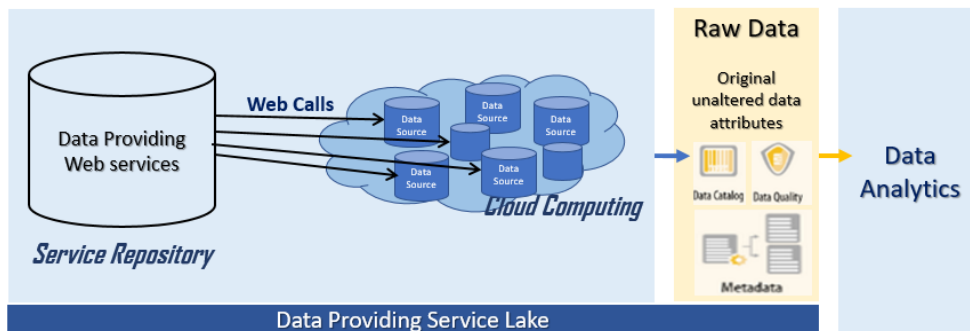 Data Providing
Web services
Service Repository
Web Calls
Data
Source
Data
Source
Data
Source
Data
Source
Data
Source
Cloud Computing
Raw Data
Original
unaltered data
attributes
Data Catalog
Data Quality
Metadata
Data
Analytics
Data Providing Service Lake